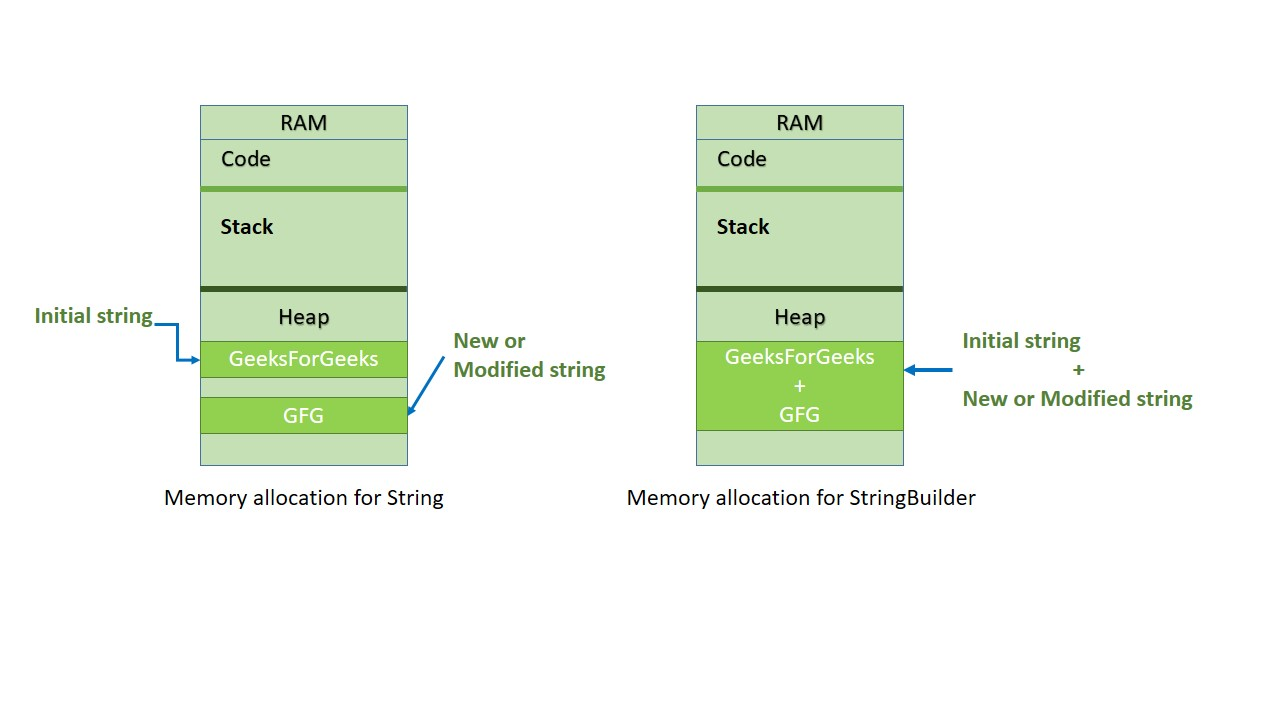 RAM
Code
Stack
Heap
Initial string
GeeksForGeeks
GFG
New or
Modified string
Memory allocation for String
RAM
Code
Stack
Heap
GeeksForGeeks
+
GFG
Initial string
+
New or Modified string
Memory allocation for StringBuilder